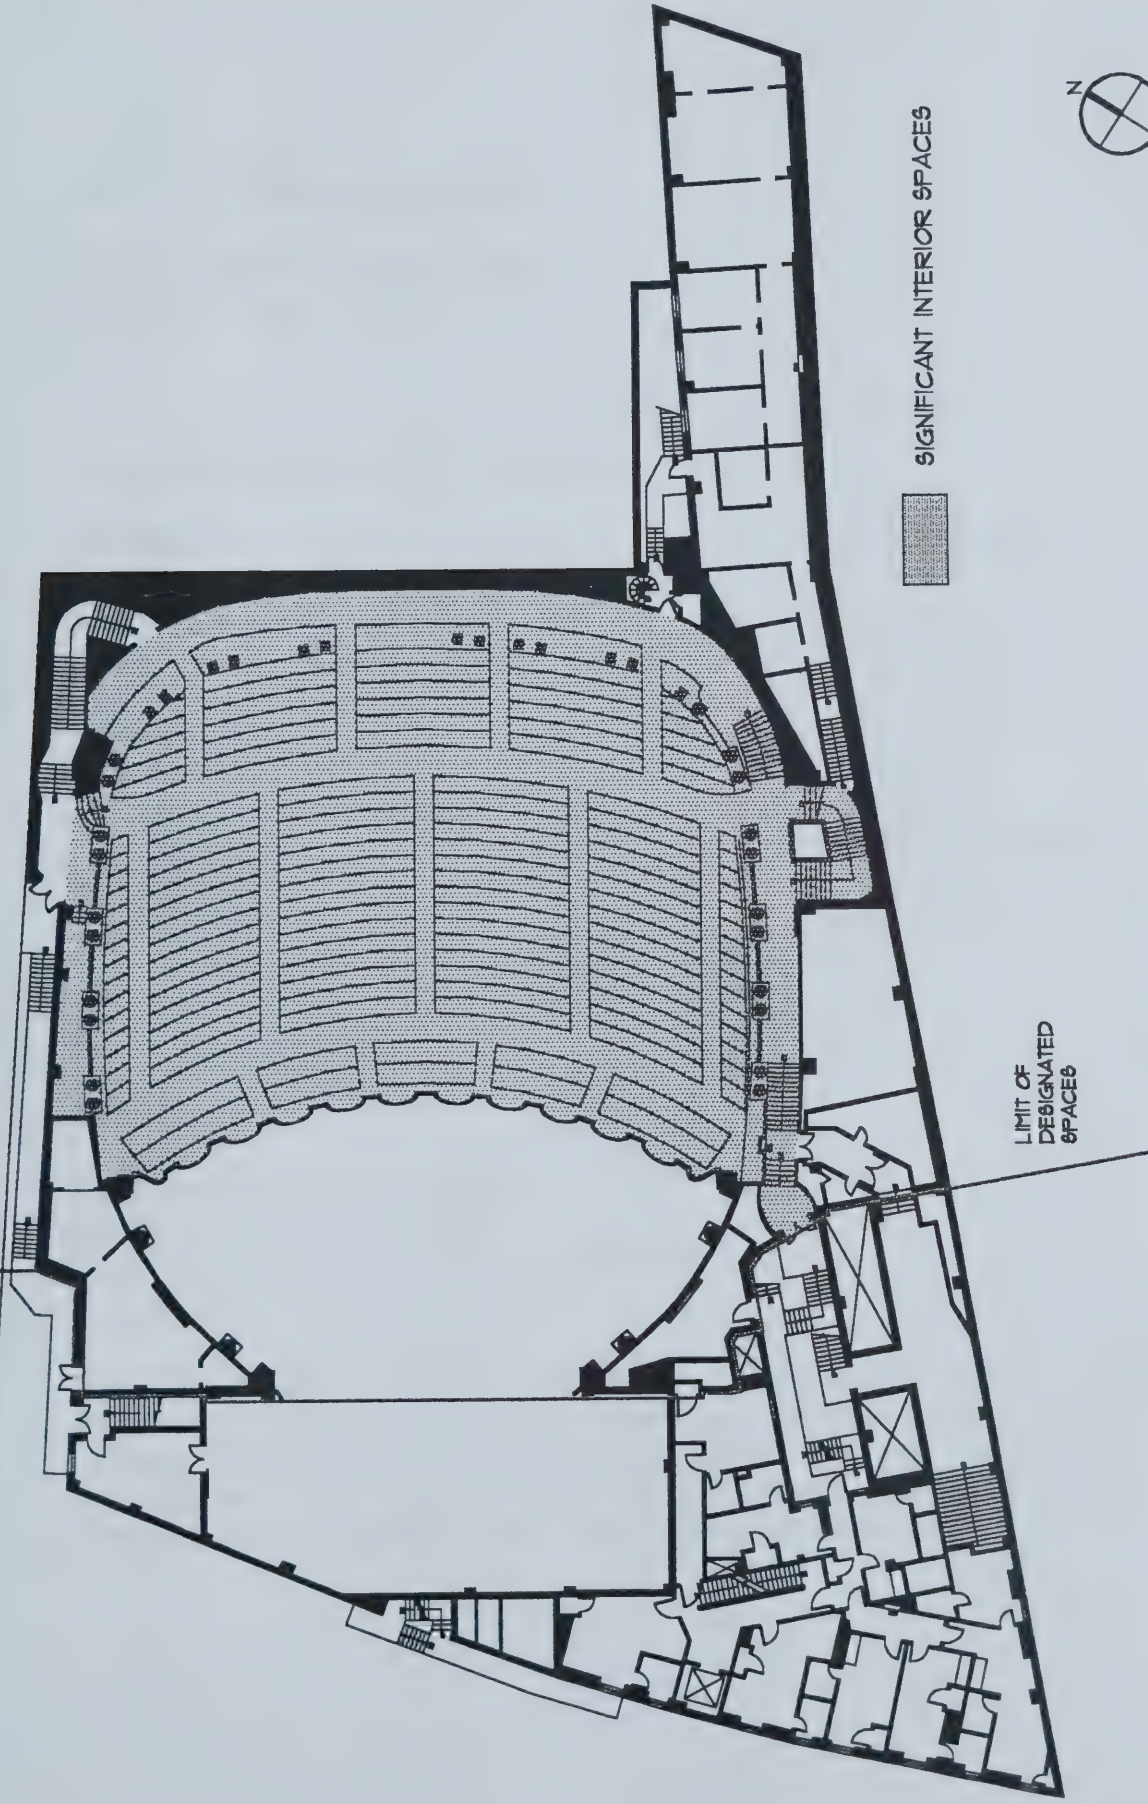 N
SIGNIFICANT INTERIOR SPACES
LIMIT OF
DESIGNATED
SPACES